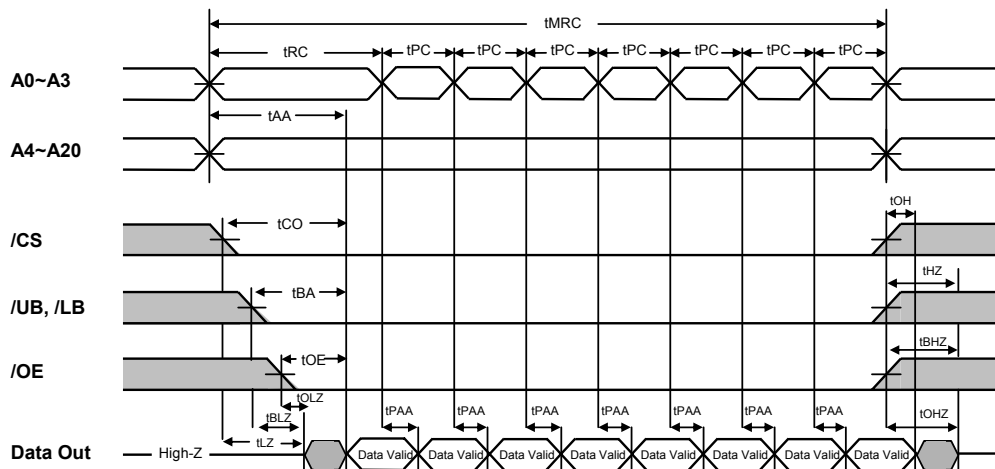 tMRC
tRC tPC tPC tPC tPC tPC tPC tPC
A0~A3
tAA
A4~A20
tCO tOH
/CS
tBA tHZ
/UB, /LB
tBHZ
tOE
/OE
tOLZ
tBLZ tPAA tPAA tPAA tPAA tPAA tPAA tPAA tOHZ
tLZ
Data Out High-Z Data Valid Data Valid Data Valid Data Valid Data Valid Data Valid Data Valid Data Valid